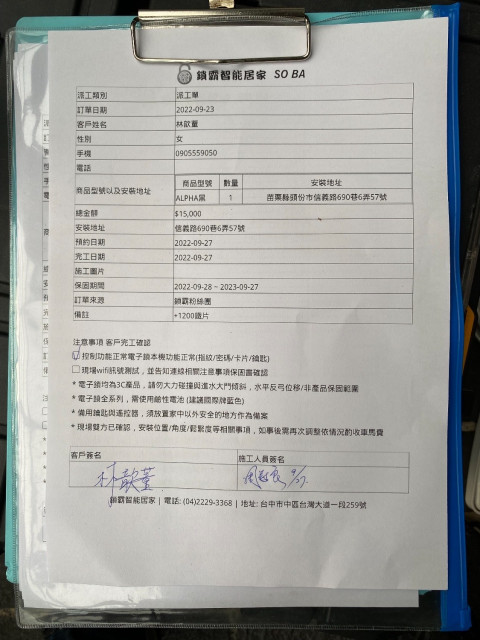 鎖霸智能居家 SO BA
派工類別 派工單
訂單日期 2022-09-23
客戶姓名 林歆薰
性別 女
手機 0905559050
電話
商品型號以及安裝地址 商品型號 數量 安裝地址
ALPHA黑 1 苗栗縣頭份市信義路690巷6弄57號
總金額 $15,000
安裝地址 信義路690巷6弄57號
預約日期 2022-09-27
完工日期 2022-09-27
施工圖片
保固期間 2022-09-28 ~ 2023-09-27
訂單來源 鎖霸粉絲團
備註 +1200鐵片
注意事項 客戶完工確認
控制功能正常電子鎖本機功能正常(指紋/密碼/卡片/鑰匙)
現場wifi訊號測試，並告知連線相關注意事項保固書確認
* 電子鎖均為3C產品，請勿大力碰撞與進水大門傾斜，水平反弓位移/非產品保固範圍
* 電子鎖全系列，需使用鹼性電池 (建議國際牌藍色)
* 備用鑰匙與遙控器，須放置家中以外安全的地方作為備案
* 現場雙方已確認，安裝位置/角度/鬆緊度等相關事項，如事後需再次調整依情況酌收車馬費
客戶簽名 施工人員簽名
9/27
鎖霸智能居家 | 電話: (04)2229-3368 | 地址: 台中市中區台灣大道一段259號